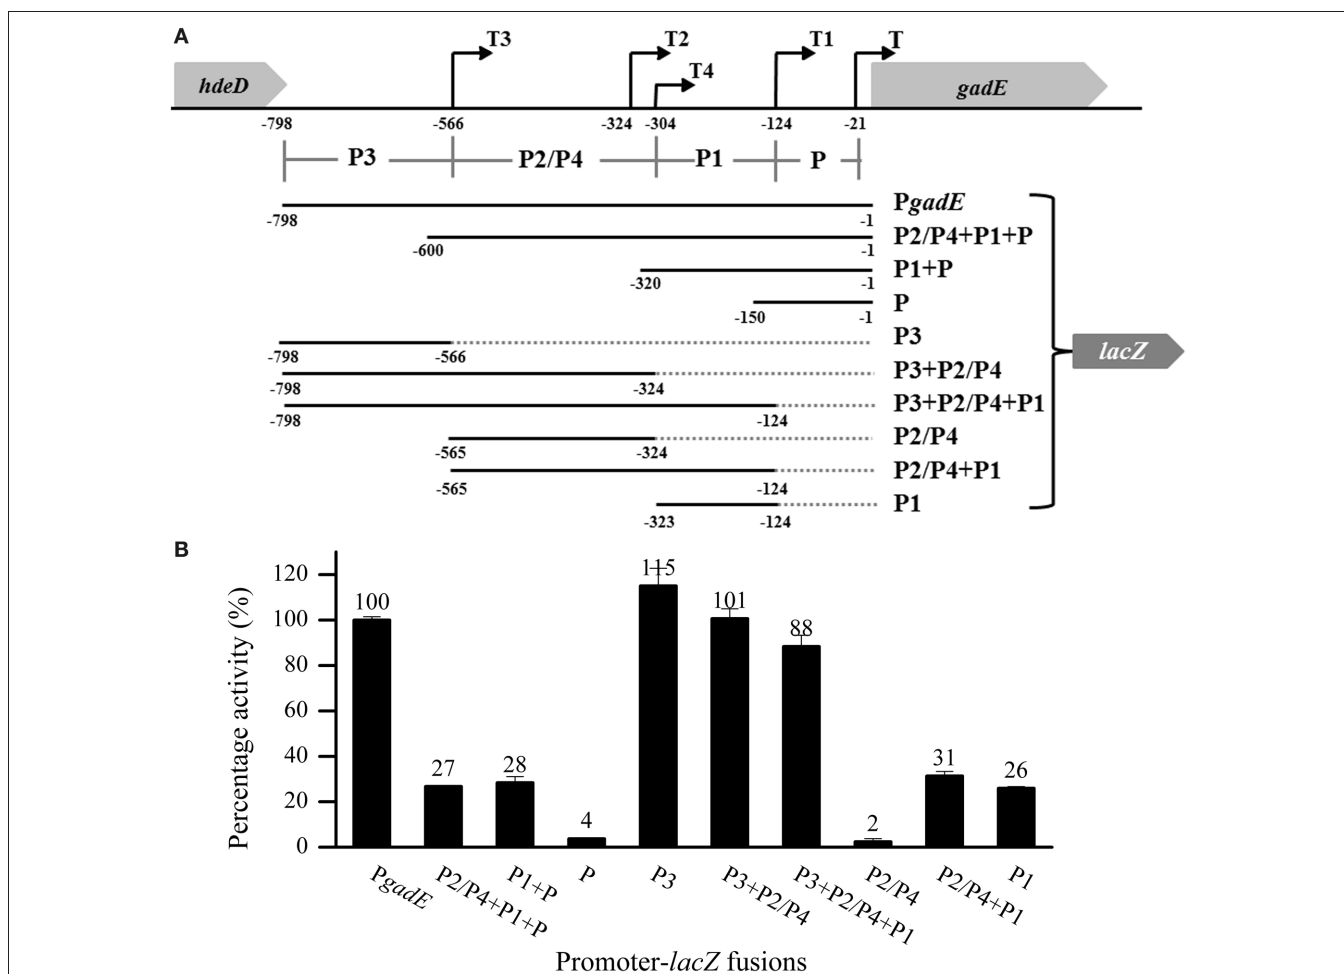 A
T3 T2 T1 T
T4
hdeD gadE
-798 -566 -324 -304 -124 -21
P3 P2/P4 P1 P
PgadE
-798 -1
P2/P4+P1+P
-600 -1
P1+P
-320 -1
P
-150 -1
P3
-798 -566
lacZ
P3+P2/P4
-798 -324
P3+P2/P4+P1
-798 -124
P2/P4
-565 -324
P2/P4+P1
-565 -124
P1
-323 -124
B
Percentage activity (%)
120
100
80
60
40
20
0
100 27 28 4 115 101 88 2 31 26
PgadE P2/P4+P1+P P1+P P P3 P3+P2/P4 P3+P2/P4+P1 P2/P4 P2/P4+P1 P1
Promoter-lacZ fusions